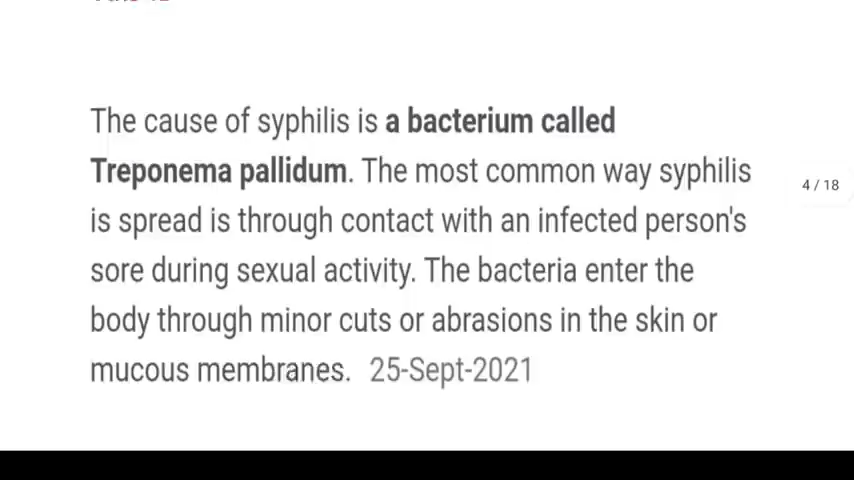 The cause of syphilis is a bacterium called
Treponema pallidum. The most common way syphilis
is spread is through contact with an infected person's
sore during sexual activity. The bacteria enter the
body through minor cuts or abrasions in the skin or
mucous membranes. 25-Sept-2021
4 / 18